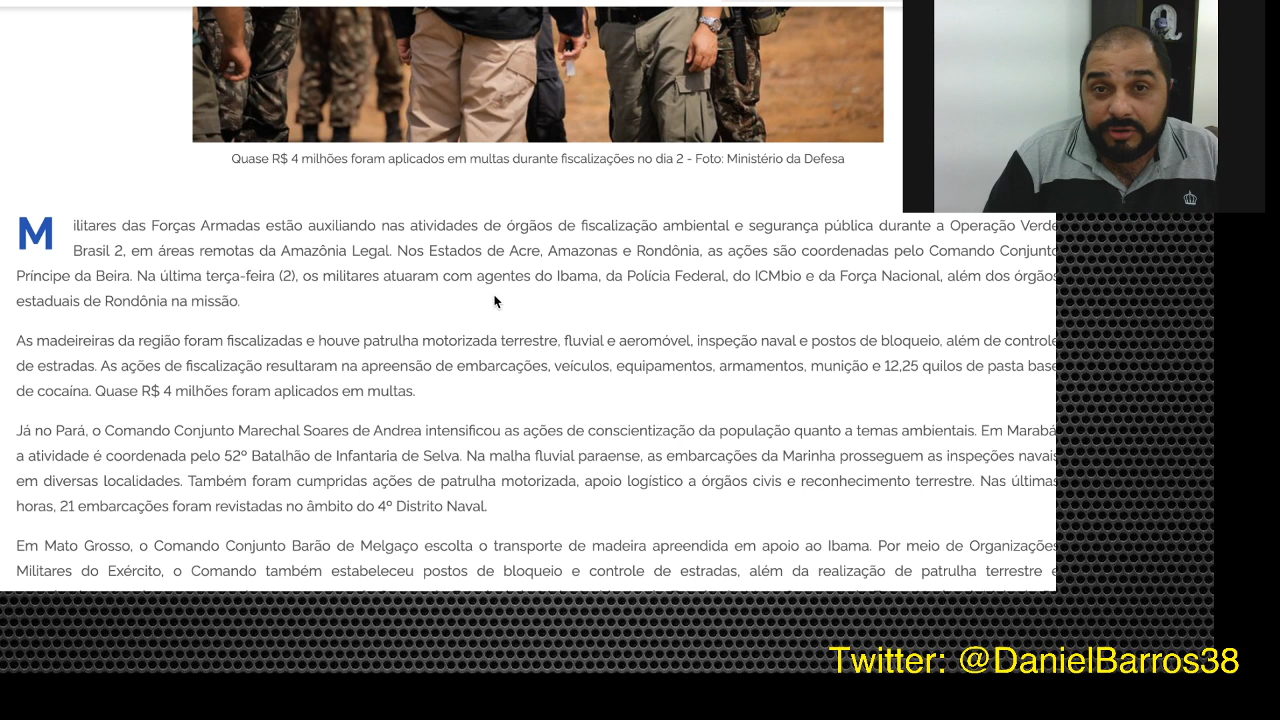 Quase R$ 4 milhões foram aplicados em multas durante fiscalizações no dia 2 - Foto: Ministério da Defesa
Militares das Forças Armadas estão auxiliando nas atividades de órgãos de fiscalização ambiental e segurança pública durante a Operação Verde
Brasil 2, em áreas remotas da Amazônia Legal. Nos Estados de Acre, Amazonas e Rondônia, as ações são coordenadas pelo Comando Conjunto
Príncipe da Beira. Na última terça-feira (2), os militares atuaram com agentes do Ibama, da Polícia Federal, do ICMbio e da Força Nacional, além dos órgãos
estaduais de Rondônia na missão.
As madeireiras da região foram fiscalizadas e houve patrulha motorizada terrestre, fluvial e aeromóvel, inspeção naval e postos de bloqueio, além de controle
de estradas. As ações de fiscalização resultaram na apreensão de embarcações, veículos, equipamentos, armamentos, munição e 12,25 quilos de pasta base
de cocaína. Quase R$ 4 milhões foram aplicados em multas.
Já no Pará, o Comando Conjunto Marechal Soares de Andrea intensificou as ações de conscientização da população quanto a temas ambientais. Em Marabá
a atividade é coordenada pelo 52º Batalhão de Infantaria de Selva. Na malha fluvial paraense, as embarcações da Marinha prosseguem as inspeções navais
em diversas localidades. Também foram cumpridas ações de patrulha motorizada, apoio logístico a órgãos civis e reconhecimento terrestre. Nas últimas
horas, 21 embarcações foram revistadas no âmbito do 4º Distrito Naval.
Em Mato Grosso, o Comando Conjunto Barão de Melgaço escolta o transporte de madeira apreendida em apoio ao Ibama. Por meio de Organizações
Militares do Exército, o Comando também estabeleceu postos de bloqueio e controle de estradas, além da realização de patrulha terrestre e
Twitter: @DanielBarros38